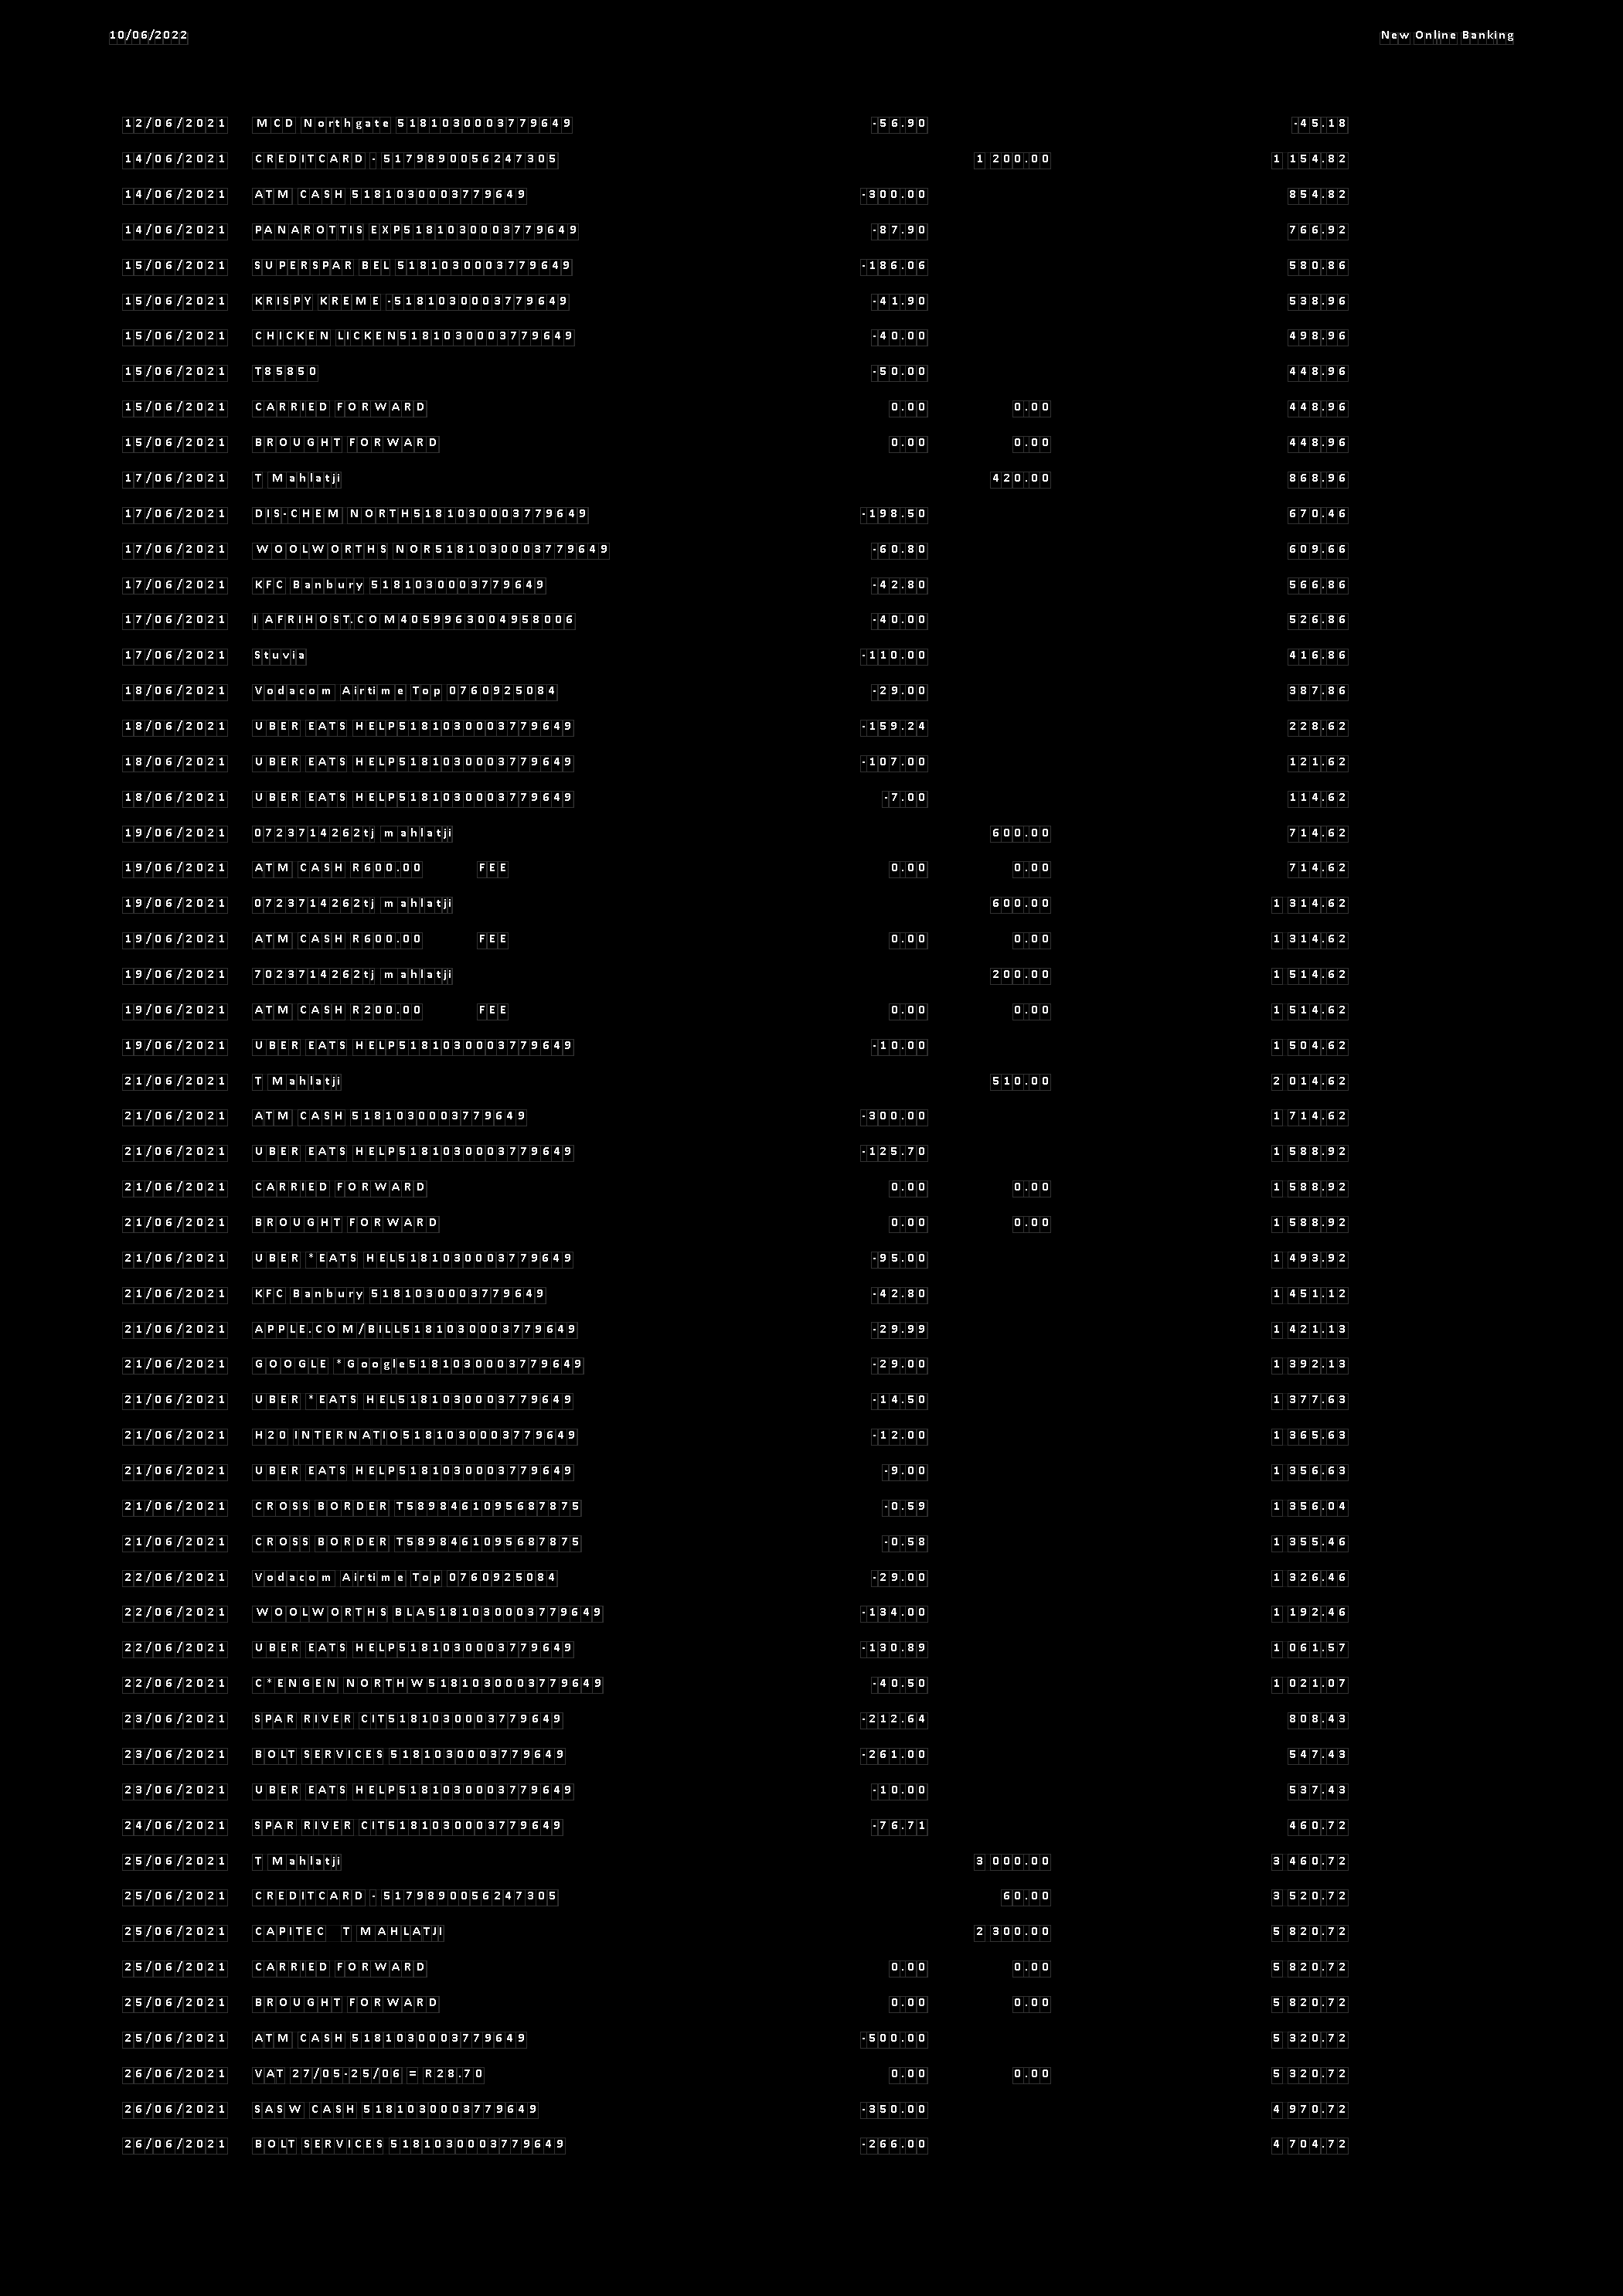 10/06/2022 New Online Banking
12/06/2021 MCD Northgate 5181030003779649 -56.90 -45.18
14/06/2021 CREDITCARD - 5179890056247305 1 200.00 1 154.82
14/06/2021 ATM CASH 5181030003779649 -300.00 854.82
14/06/2021 PANAROTTIS EXP5181030003779649 -87.90 766.92
15/06/2021 SUPERSPAR BEL 5181030003779649 -186.06 580.86
15/06/2021 KRISPY KREME -5181030003779649 -41.90 538.96
15/06/2021 CHICKEN LICKEN5181030003779649 -40.00 498.96
15/06/2021 T85850 -50.00 448.96
15/06/2021 CARRIED FORWARD 0.00 0.00 448.96
15/06/2021 BROUGHT FORWARD 0.00 0.00 448.96
17/06/2021 T Mahlatji 420.00 868.96
17/06/2021 DIS-CHEM NORTH5181030003779649 -198.50 670.46
17/06/2021 WOOLWORTHS NOR5181030003779649 -60.80 609.66
17/06/2021 KFC Banbury 5181030003779649 -42.80 566.86
17/06/2021 IAFRIHOST.COM4059963004958006 -40.00 526.86
17/06/2021 Stuvia -110.00 416.86
18/06/2021 Vodacom Airtime Top 0760925084 -29.00 387.86
18/06/2021 UBER EATS HELP5181030003779649 -159.24 228.62
18/06/2021 UBER EATS HELP5181030003779649 -107.00 121.62
18/06/2021 UBER EATS HELP5181030003779649 -7.00 114.62
19/06/2021 0723714262tj mahlatji 600.00 714.62
19/06/2021 ATM CASH R600.00 FEE 0.00 0.00 714.62
19/06/2021 0723714262tj mahlatji 600.00 1 314.62
19/06/2021 ATM CASH R600.00 FEE 0.00 0.00 1 314.62
19/06/2021 7023714262tj mahlatji 200.00 1 514.62
19/06/2021 ATM CASH R200.00 FEE 0.00 0.00 1 514.62
19/06/2021 UBER EATS HELP5181030003779649 -10.00 1 504.62
21/06/2021 T Mahlatji 510.00 2 014.62
21/06/2021 ATM CASH 5181030003779649 -300.00 1 714.62
21/06/2021 UBER EATS HELP5181030003779649 -125.70 1 588.92
21/06/2021 CARRIED FORWARD 0.00 0.00 1 588.92
21/06/2021 BROUGHT FORWARD 0.00 0.00 1 588.92
21/06/2021 UBER *EATS HEL5181030003779649 -95.00 1 493.92
21/06/2021 KFC Banbury 5181030003779649 -42.80 1 451.12
21/06/2021 APPLE.COM/BILL5181030003779649 -29.99 1 421.13
21/06/2021 GOOGLE *Google5181030003779649 -29.00 1 392.13
21/06/2021 UBER *EATS HEL5181030003779649 -14.50 1 377.63
21/06/2021 H20 INTERNATIO5181030003779649 -12.00 1 365.63
21/06/2021 UBER EATS HELP5181030003779649 -9.00 1 356.63
21/06/2021 CROSS BORDER T5898461095687875 -0.59 1 356.04
21/06/2021 CROSS BORDER T5898461095687875 -0.58 1 355.46
22/06/2021 Vodacom Airtime Top 0760925084 -29.00 1 326.46
22/06/2021 WOOLWORTHS BLA5181030003779649 -134.00 1 192.46
22/06/2021 UBER EATS HELP5181030003779649 -130.89 1 061.57
22/06/2021 C*ENGEN NORTHW5181030003779649 -40.50 1 021.07
23/06/2021 SPAR RIVER CIT5181030003779649 -212.64 808.43
23/06/2021 BOLT SERVICES 5181030003779649 -261.00 547.43
23/06/2021 UBER EATS HELP5181030003779649 -10.00 537.43
24/06/2021 SPAR RIVER CIT5181030003779649 -76.71 460.72
25/06/2021 T Mahlatji 3 000.00 3 460.72
25/06/2021 CREDITCARD - 5179890056247305 60.00 3 520.72
25/06/2021 CAPITEC T MAHLATJI 2 300.00 5 820.72
25/06/2021 CARRIED FORWARD 0.00 0.00 5 820.72
25/06/2021 BROUGHT FORWARD 0.00 0.00 5 820.72
25/06/2021 ATM CASH 5181030003779649 -500.00 5 320.72
26/06/2021 VAT 27/05-25/06 = R28.70 0.00 0.00 5 320.72
26/06/2021 SASW CASH 5181030003779649 -350.00 4 970.72
26/06/2021 BOLT SERVICES 5181030003779649 -266.00 4 704.72